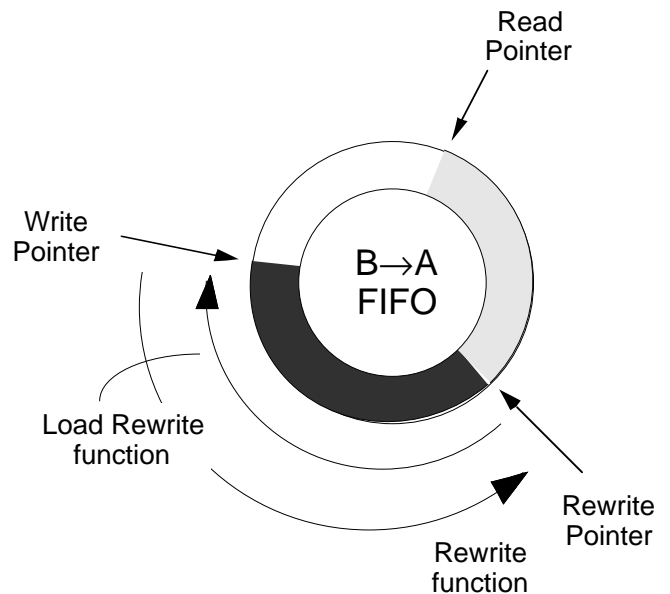 Read
Pointer
Write
Pointer
B→A
FIFO
Load Rewrite
function
Rewrite
Pointer
Rewrite
function